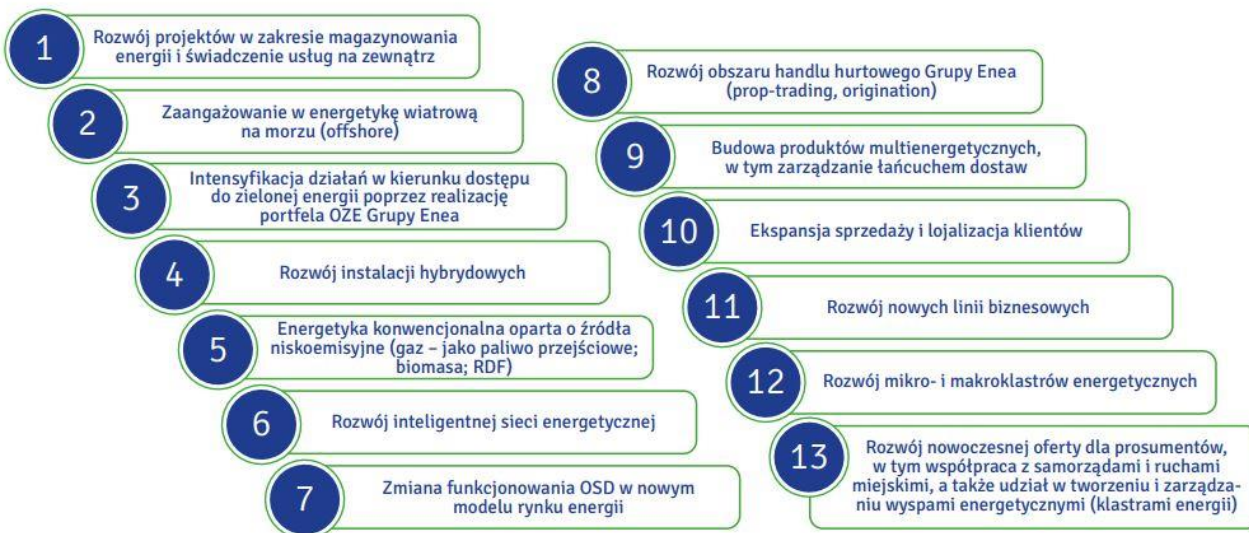 1
Rozwój projektów w zakresie magazynowania
energii i świadczenie usług na zewnątrz
2
Zaangażowanie w energetykę wiatrową
na morzu (offshore)
3
Intensyfikacja działań w kierunku dostępu
do zielonej energii poprzez realizację
portfela OZE Grupy Enea
4
Rozwój instalacji hybrydowych
5
Energetyka konwencjonalna oparta o źródła
niskoemisyjne (gaz – jako paliwo przejściowe;
biomasa; RDF)
6
Rozwój inteligentnej sieci energetycznej
7
Zmiana funkcjonowania OSD w nowym
modelu rynku energii
8
Rozwój obszaru handlu hurtowego Grupy Enea
(prop-trading, origination)
9
Budowa produktów multienergetycznych,
w tym zarządzanie łańcuchem dostaw
10
Ekspansja sprzedaży i lojalizacja klientów
11
Rozwój nowych linii biznesowych
12
Rozwój mikro- i makroklastrów energetycznych
13
Rozwój nowoczesnej oferty dla prosumentów,
w tym współpraca z samorządami i ruchami
miejskimi, a także udział w tworzeniu i zarządza-
niu wyspami energetycznymi (klastrami energii)